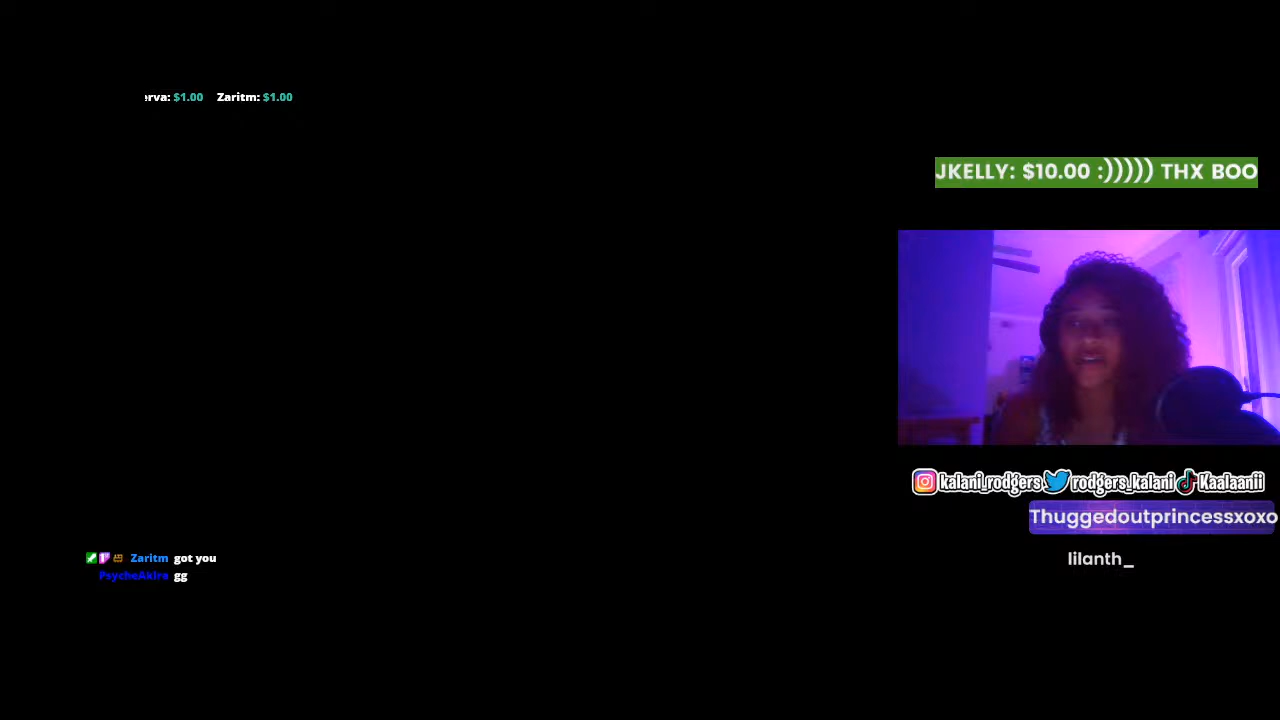 erva: $1.00 Zaritm: $1.00
JKELLY: $10.00 :))))) THX BOO
kalani_rodgers rodgers_kalani Kaalaanii
Thuggedoutprincessxoxo
lilanth_
Zaritm got you
PsycheAkira gg